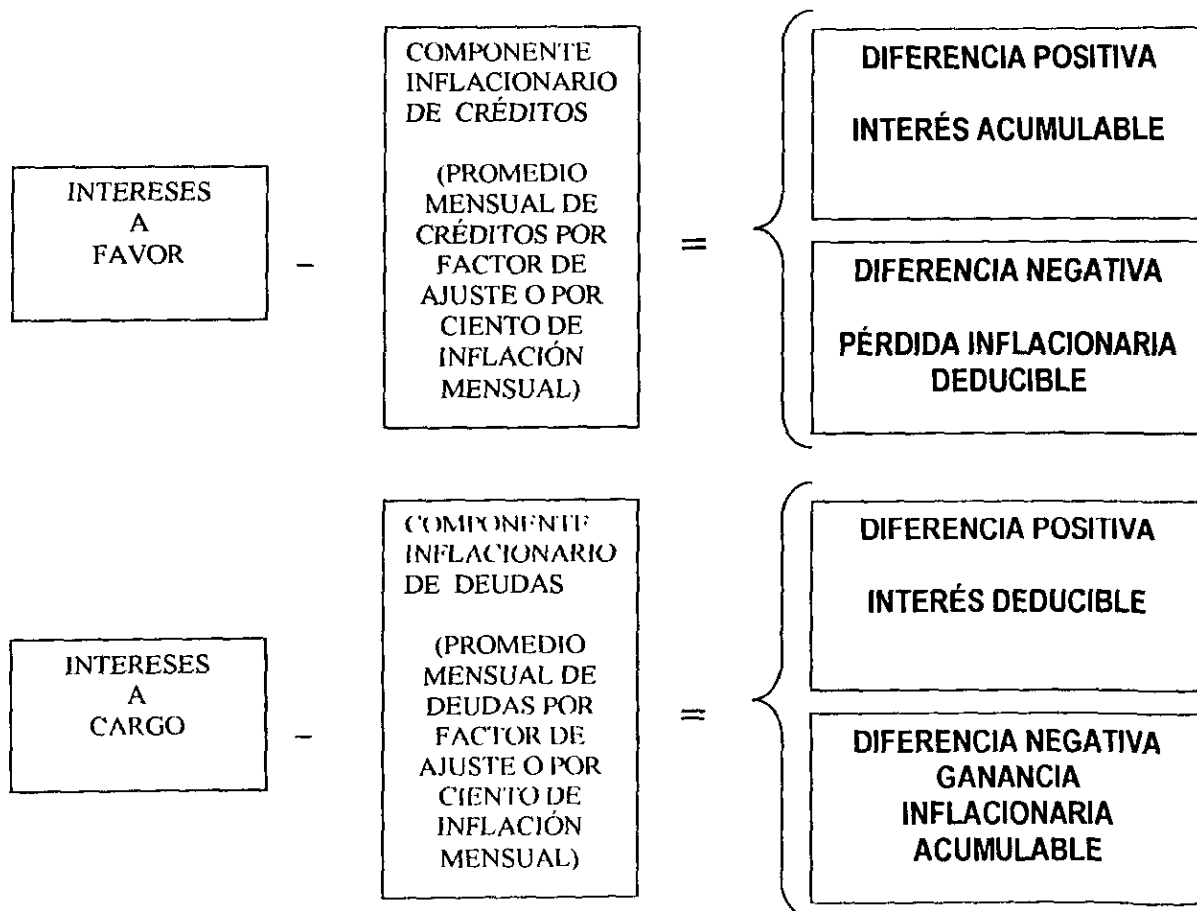 INTERESES
A
FAVOR
–
COMPONENTE
INFLACIONARIO
DE CRÉDITOS
(PROMEDIO
MENSUAL DE
CRÉDITOS POR
FACTOR DE
AJUSTE O POR
CIENTO DE
INFLACIÓN
MENSUAL)
=
DIFERENCIA POSITIVA
INTERÉS ACUMULABLE
DIFERENCIA NEGATIVA
PÉRDIDA INFLACIONARIA
DEDUCIBLE
INTERESES
A
CARGO
–
COMPONENTE
INFLACIONARIO
DE DEUDAS
(PROMEDIO
MENSUAL DE
DEUDAS POR
FACTOR DE
AJUSTE O POR
CIENTO DE
INFLACIÓN
MENSUAL)
=
DIFERENCIA POSITIVA
INTERÉS DEDUCIBLE
DIFERENCIA NEGATIVA
GANANCIA
INFLACIONARIA
ACUMULABLE